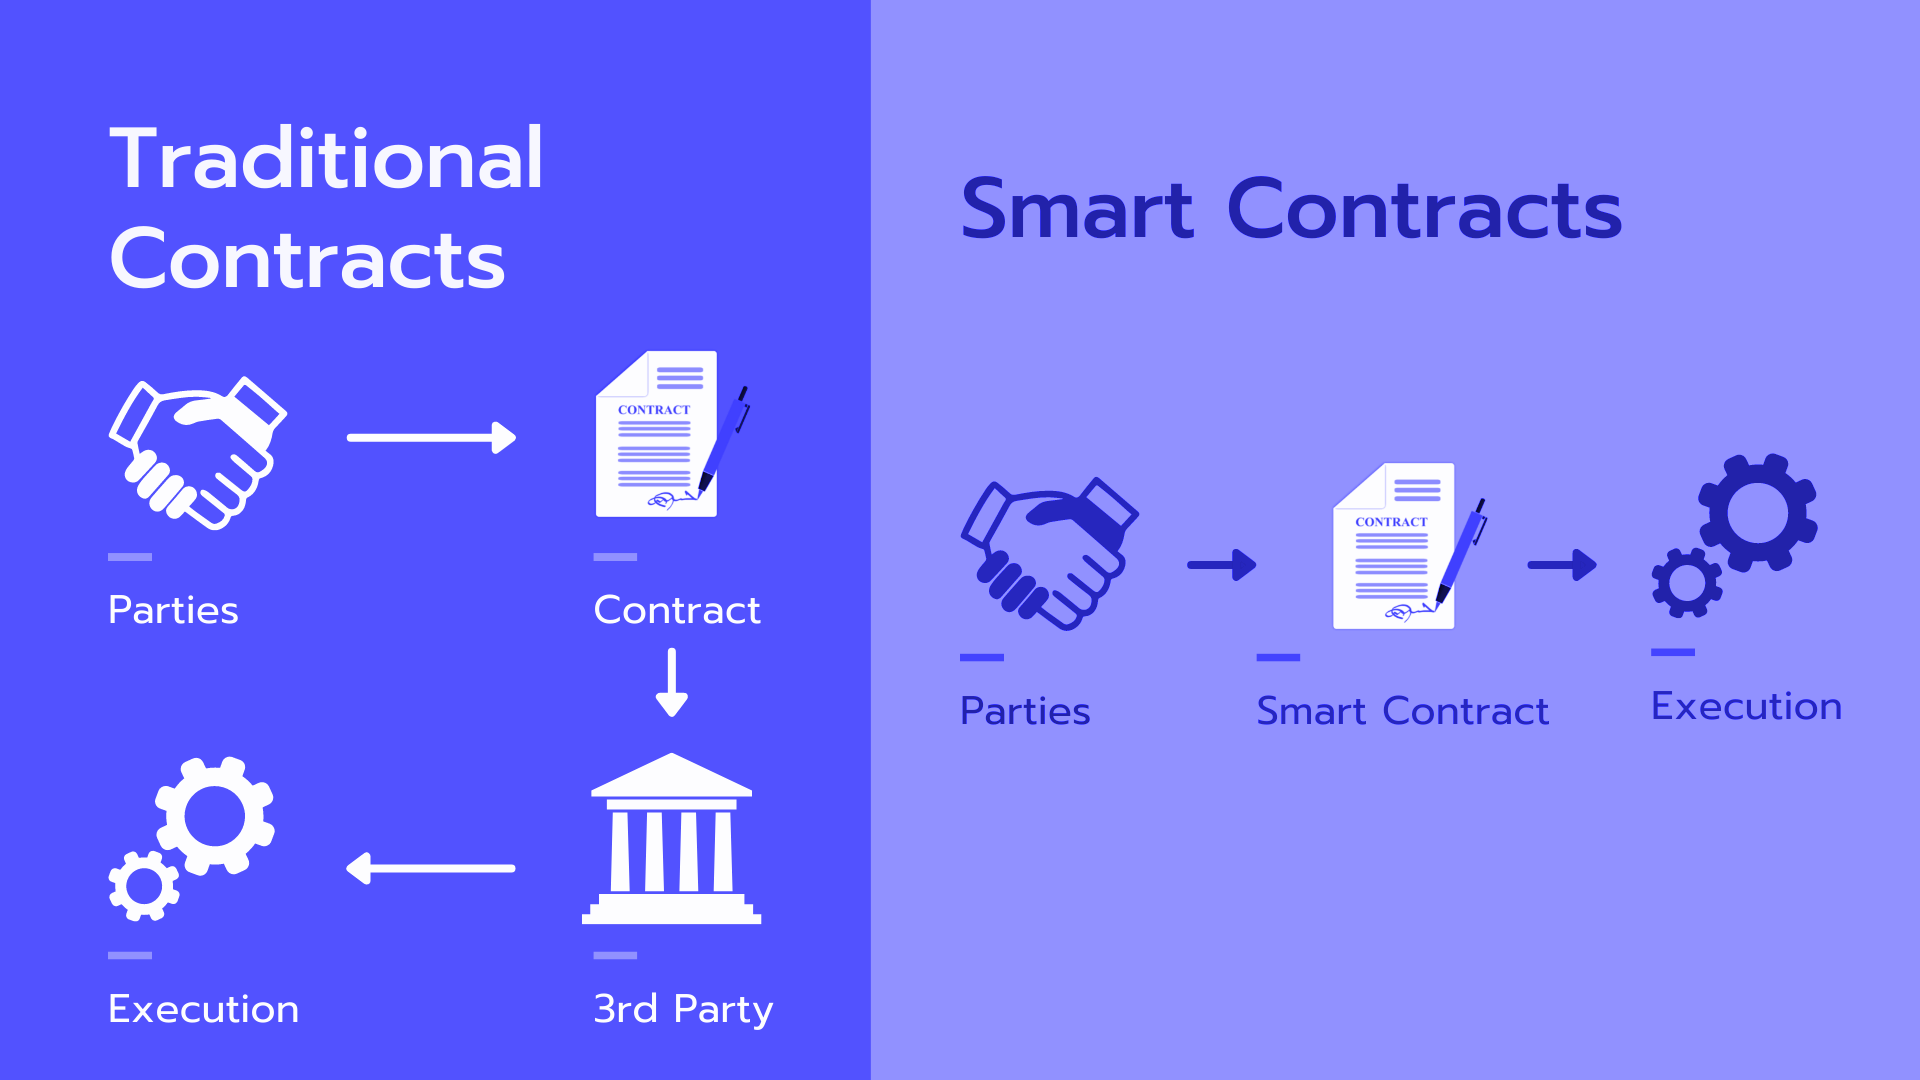 Traditional
Contracts
CONTRACT
Parties
Contract
Execution
3rd Party
Smart Contracts
CONTRACT
Parties
Smart Contract
Execution